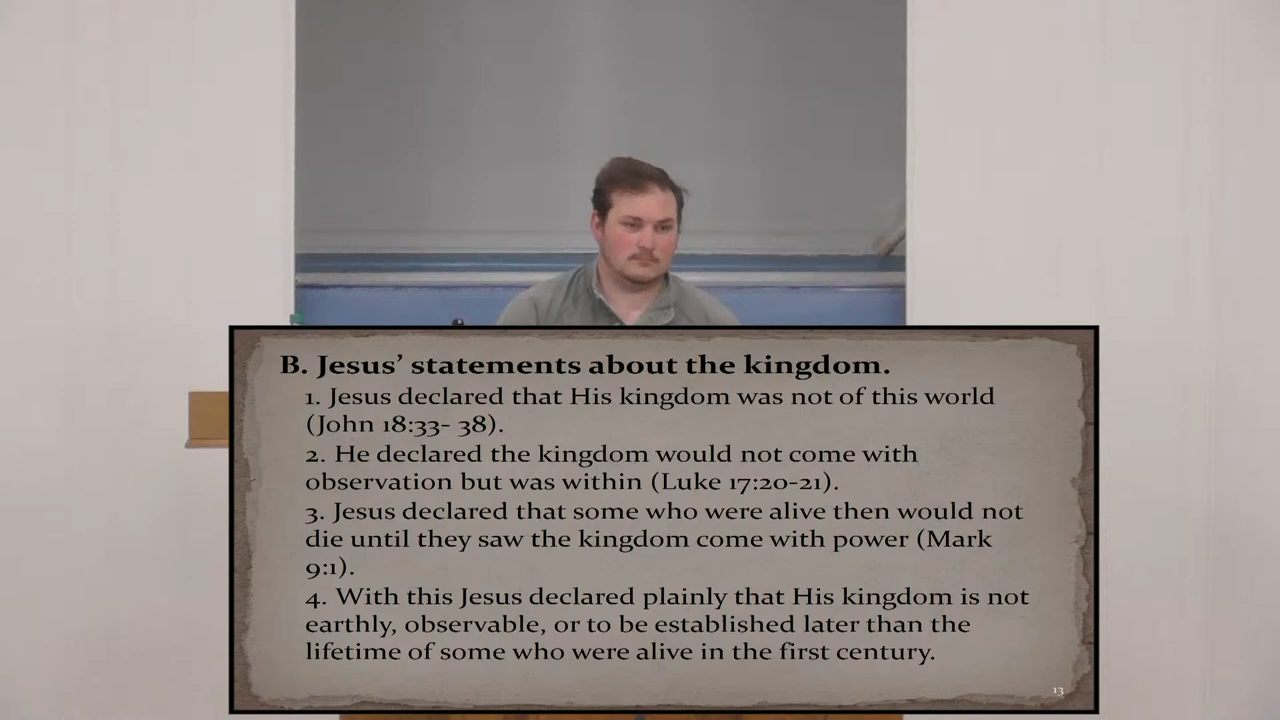 B. Jesus’ statements about the kingdom.
1. Jesus declared that His kingdom was not of this world
(John 18:33- 38).
2. He declared the kingdom would not come with
observation but was within (Luke 17:20-21).
3. Jesus declared that some who were alive then would not
die until they saw the kingdom come with power (Mark
9:1).
4. With this Jesus declared plainly that His kingdom is not
earthly, observable, or to be established later than the
lifetime of some who were alive in the first century.
13